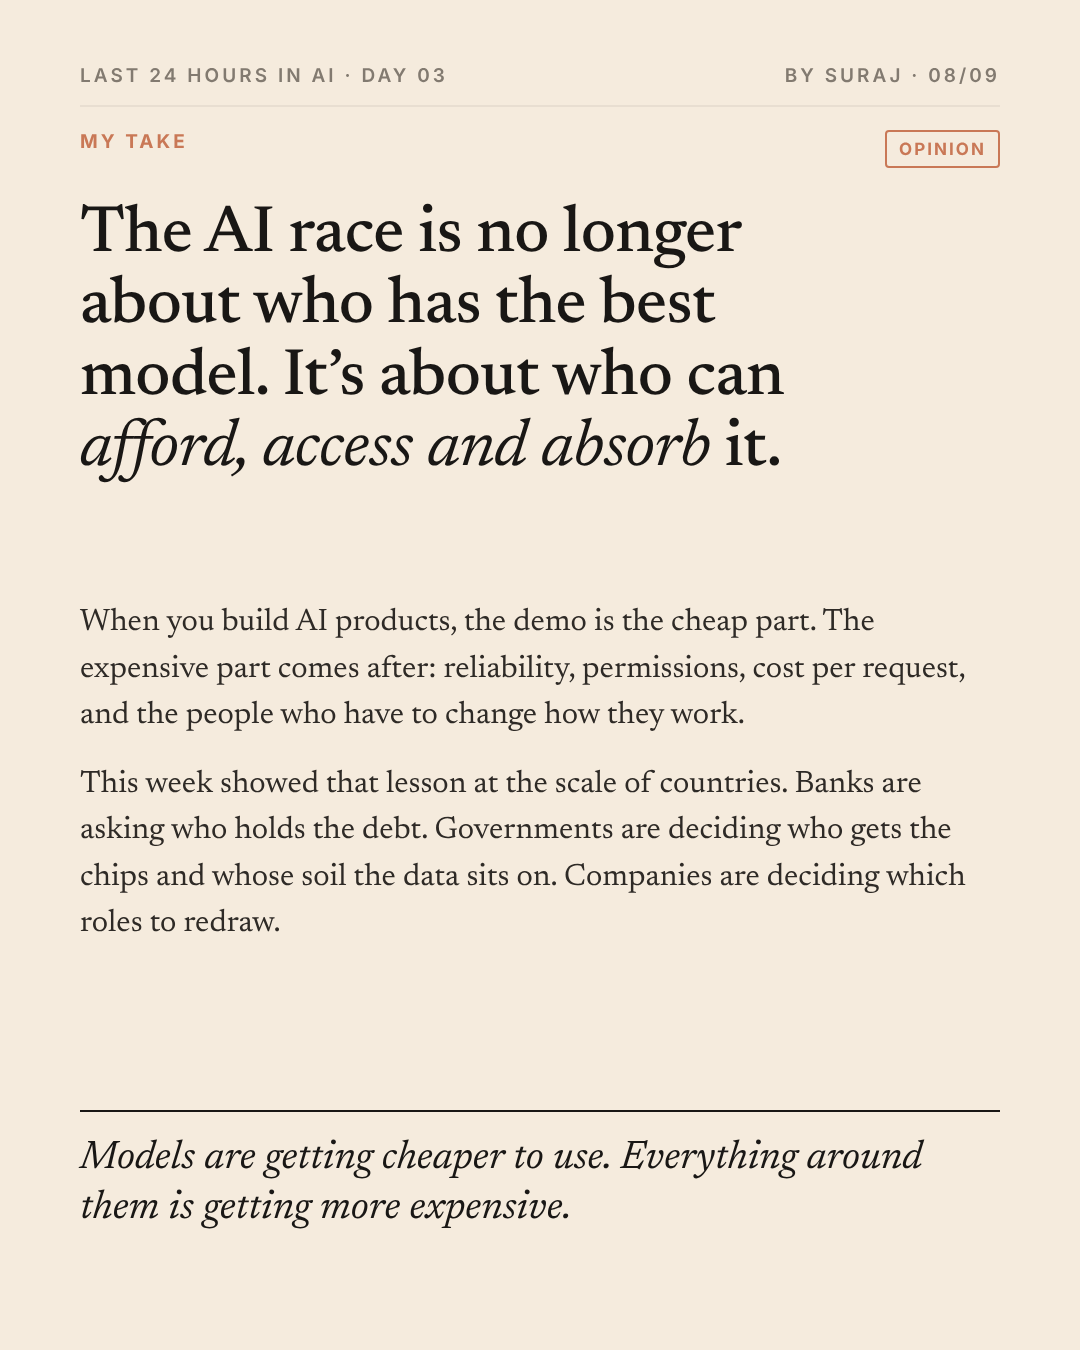 LAST 24 HOURS IN AI · DAY 03
BY SURAJ · 08/09
MY TAKE
OPINION
The AI race is no longer
about who has the best
model. It’s about who can
afford, access and absorb it.
When you build AI products, the demo is the cheap part. The
expensive part comes after: reliability, permissions, cost per request,
and the people who have to change how they work.
This week showed that lesson at the scale of countries. Banks are
asking who holds the debt. Governments are deciding who gets the
chips and whose soil the data sits on. Companies are deciding which
roles to redraw.
Models are getting cheaper to use. Everything around
them is getting more expensive.